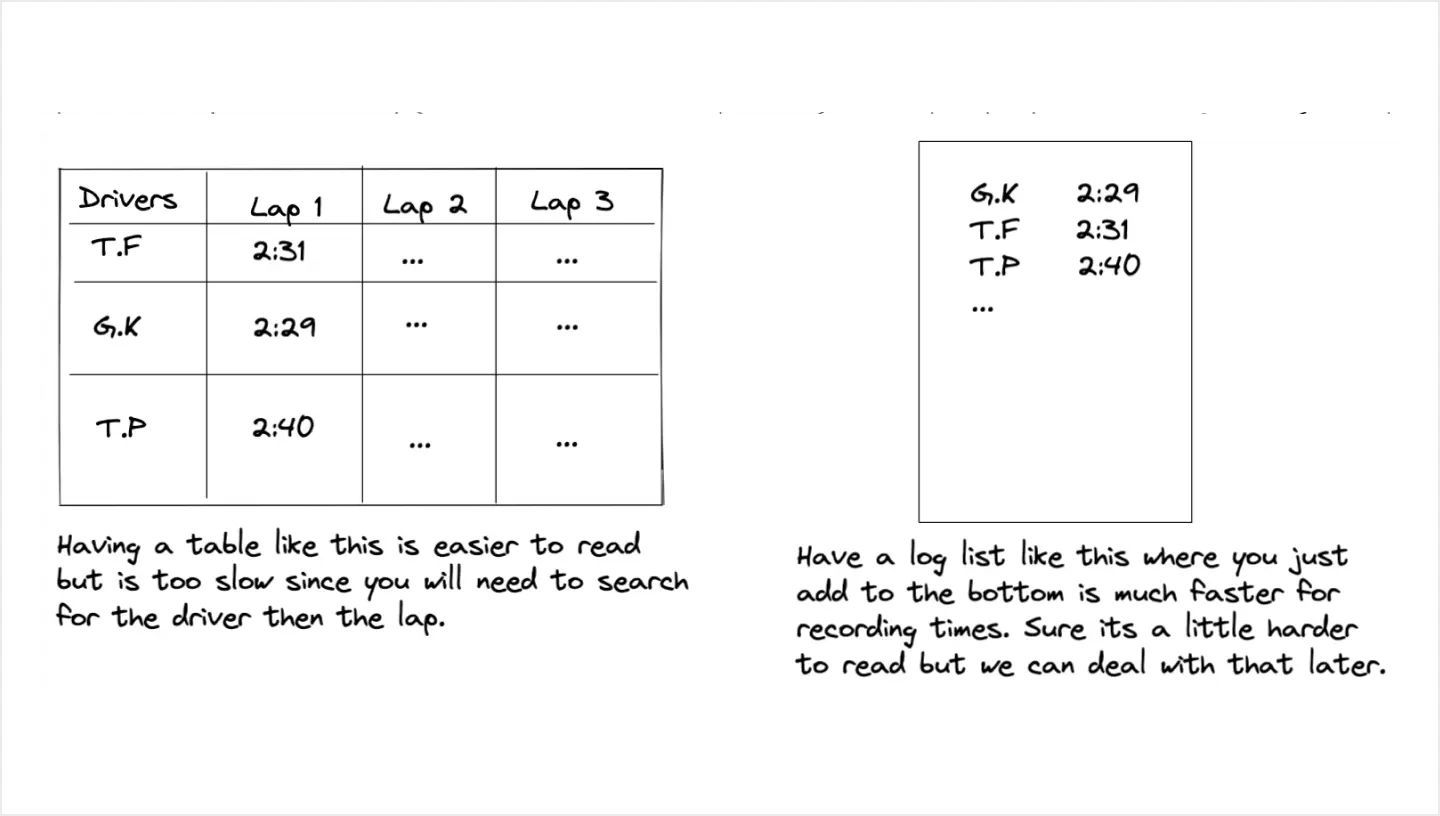 Drivers Lap 1 Lap 2 Lap 3
T.F 2:31 ... ...
G.K 2:29 ... ...
T.P 2:40 ... ...
Having a table like this is easier to read
but is too slow since you will need to search
for the driver then the lap.
G.K 2:29
T.F 2:31
T.P 2:40
...
Have a log list like this where you just
add to the bottom is much faster for
recording times. Sure its a little harder
to read but we can deal with that later.